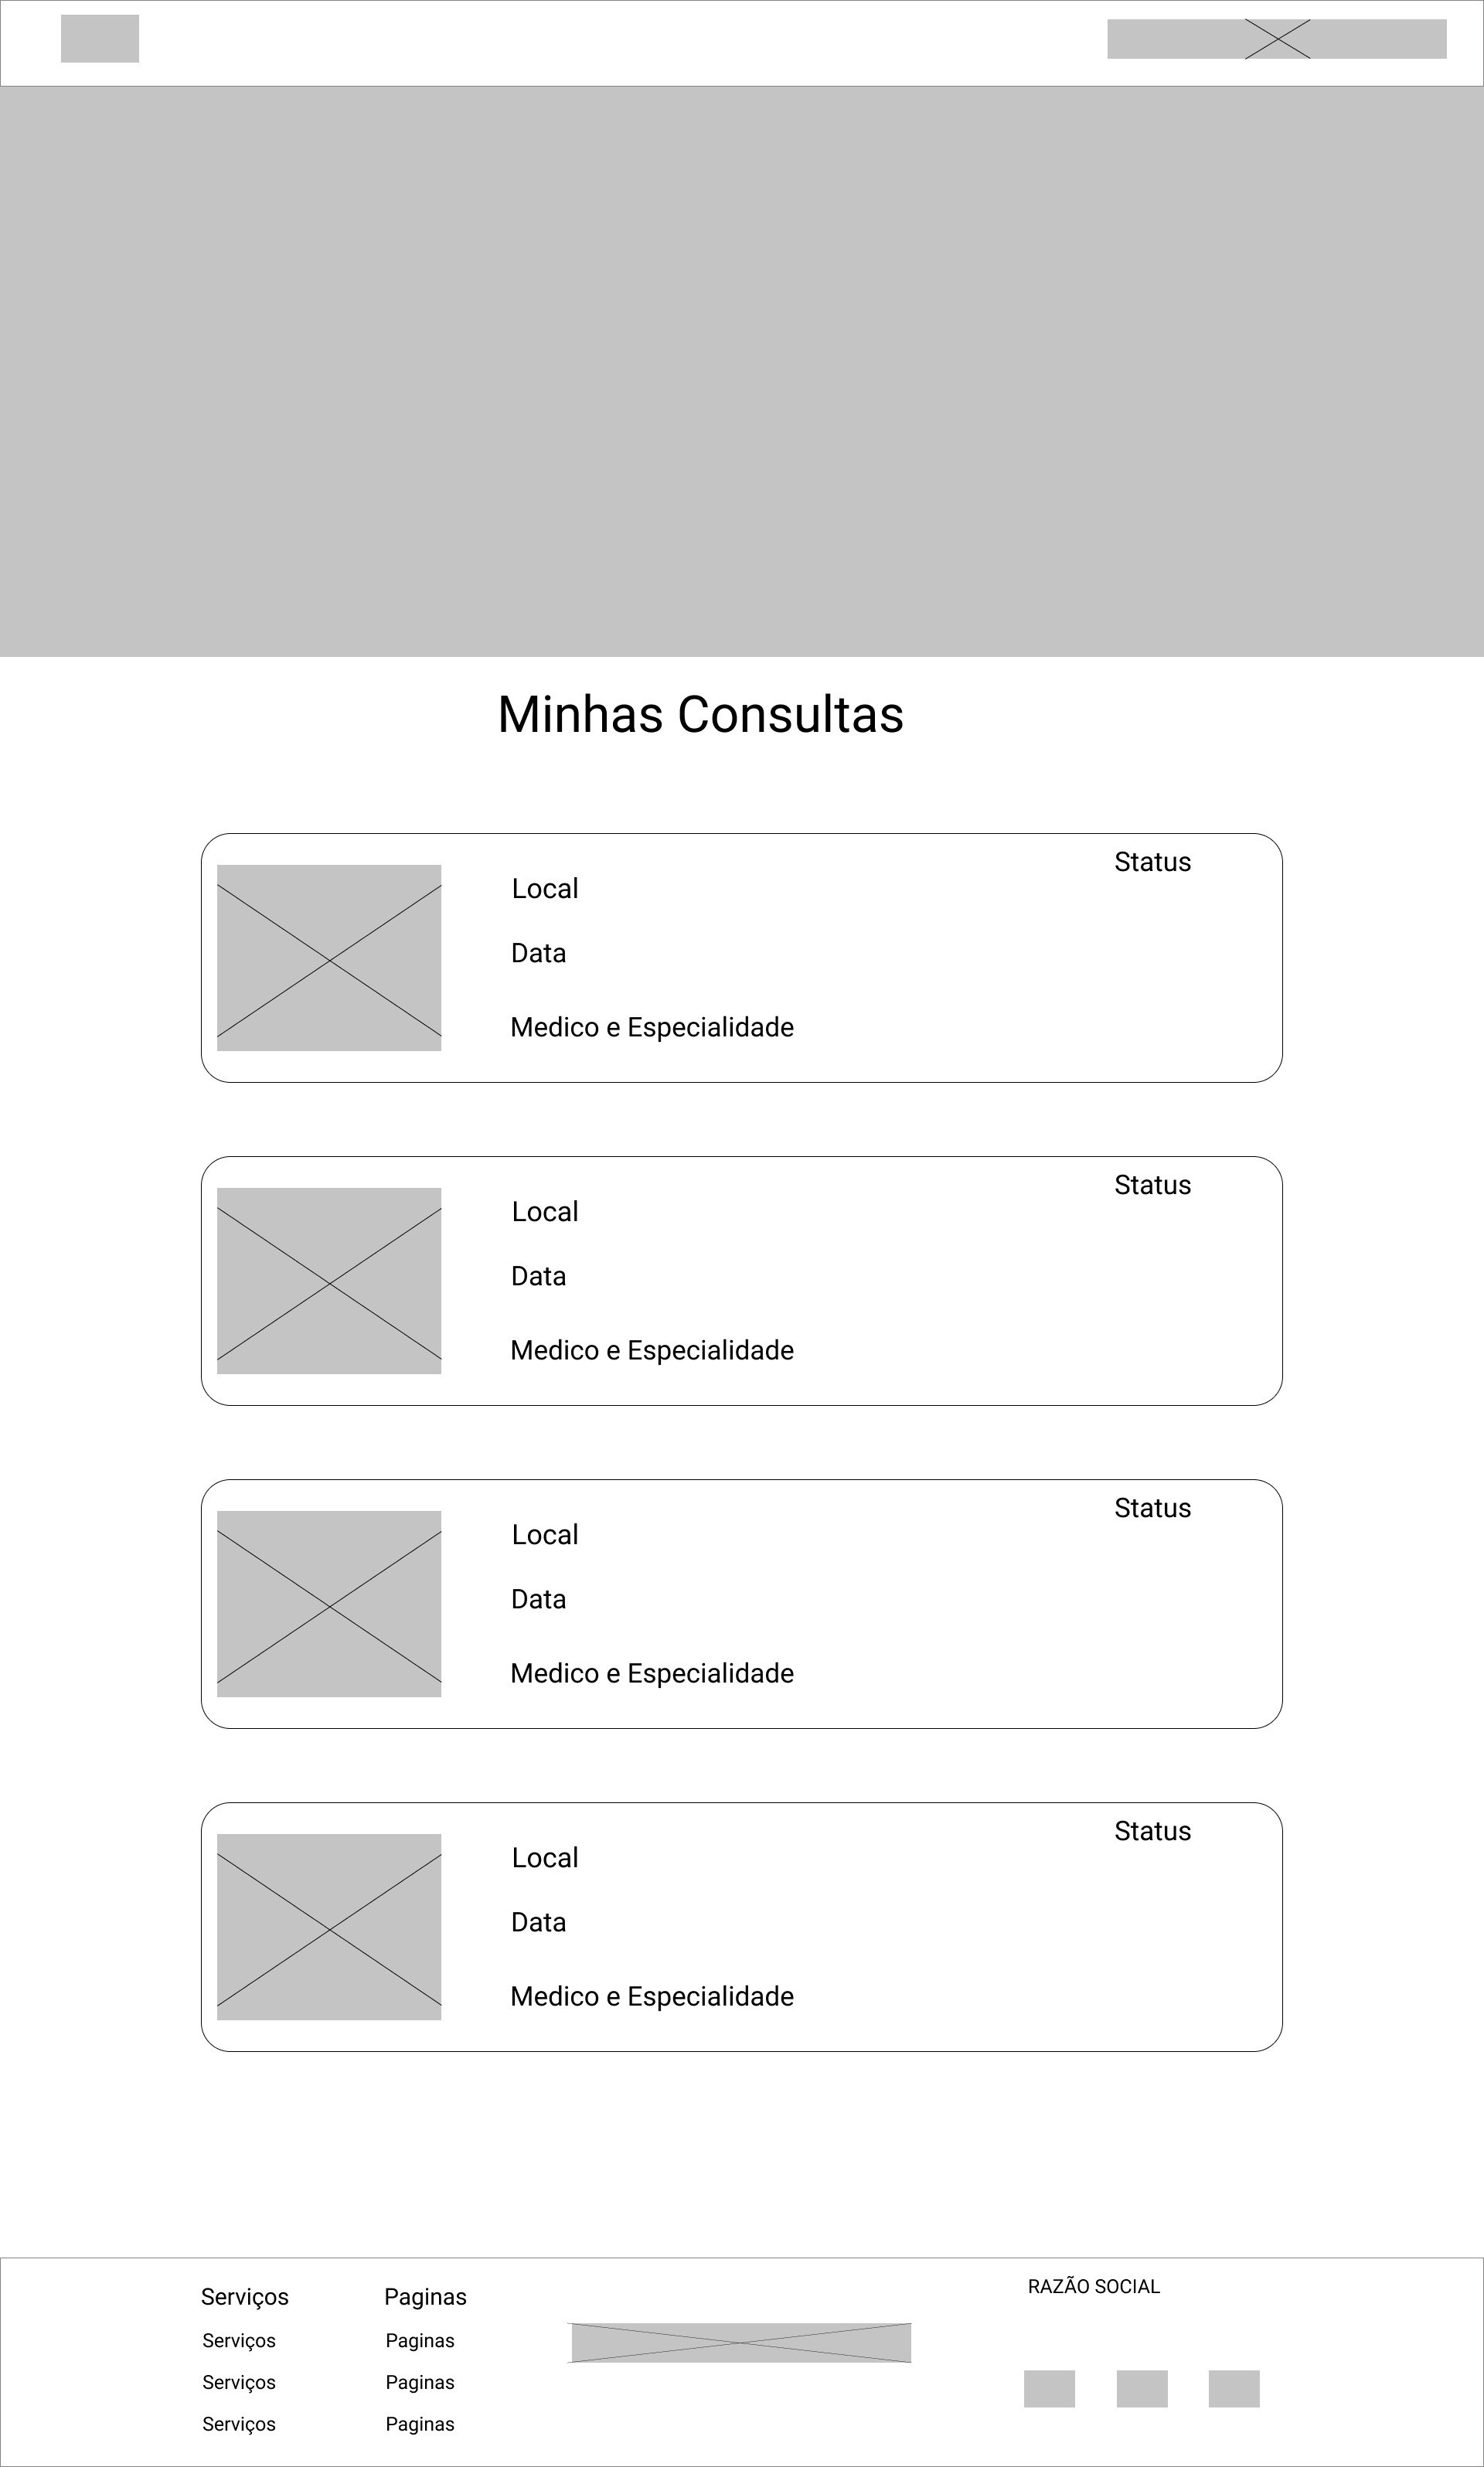 Minhas Consultas
Status
Local
Data
Medico e Especialidade
Status
Local
Data
Medico e Especialidade
Status
Local
Data
Medico e Especialidade
Status
Local
Data
Medico e Especialidade
Serviços
Serviços
Serviços
Serviços
Paginas
Paginas
Paginas
Paginas
RAZÃO SOCIAL